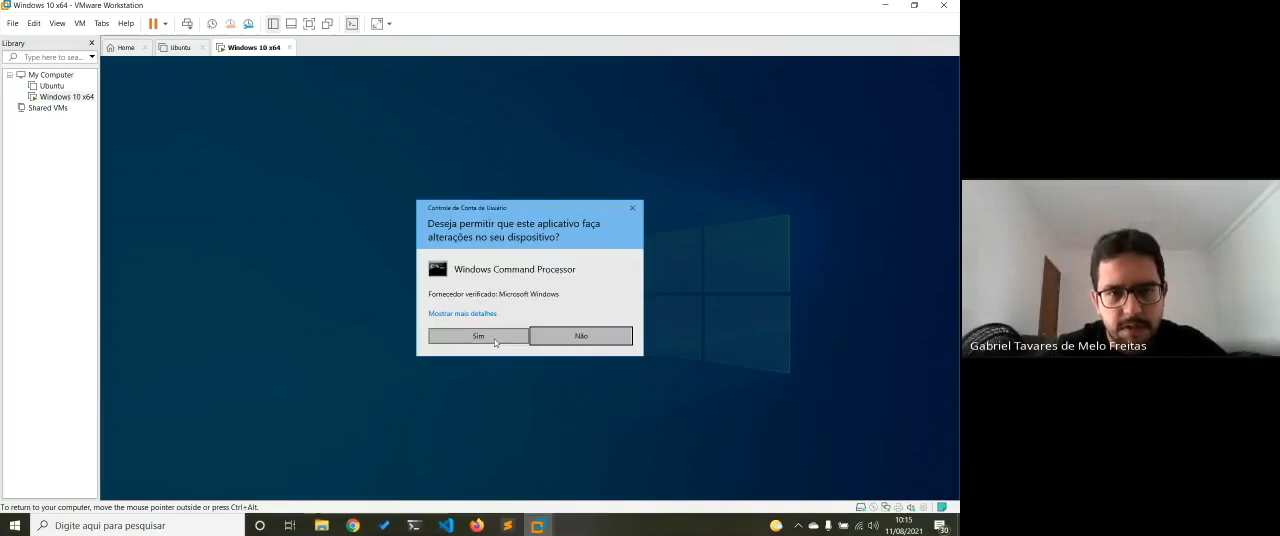 Windows 10 x64 - VMware Workstation
File Edit View VM Tabs Help
Library
Type here to sea...
Home Ubuntu Windows 10 x64
My Computer
Ubuntu
Windows 10 x64
Shared VMs
Controle de Conta de Usuário
Deseja permitir que este aplicativo faça
alterações no seu dispositivo?
Windows Command Processor
Fornecedor verificado: Microsoft Windows
Mostrar mais detalhes
Sim Não
Gabriel Tavares de Melo Freitas
To return to your computer, move the mouse pointer outside or press Ctrl+Alt.
Digite aqui para pesquisar
10:15
11/08/2021
30